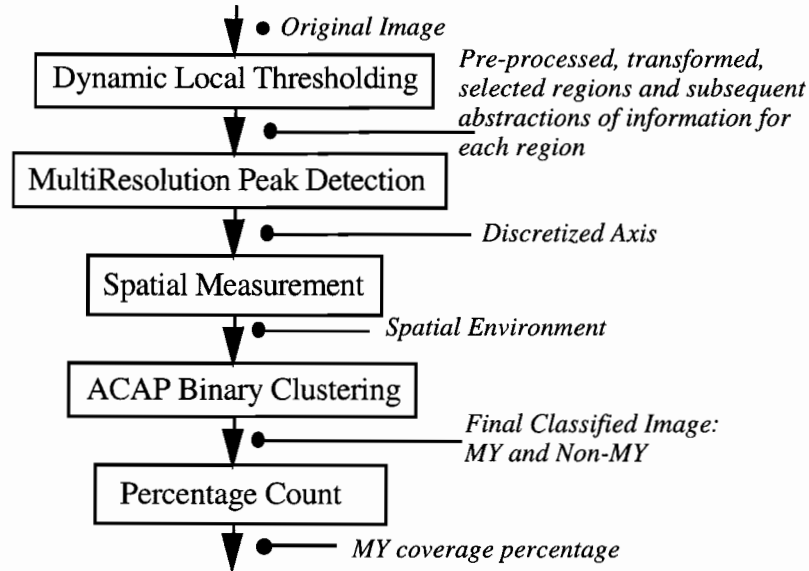 Original Image
Dynamic Local Thresholding
Pre-processed, transformed,
selected regions and subsequent
abstractions of information for
each region
MultiResolution Peak Detection
Discretized Axis
Spatial Measurement
Spatial Environment
ACAP Binary Clustering
Final Classified Image:
MY and Non-MY
Percentage Count
MY coverage percentage